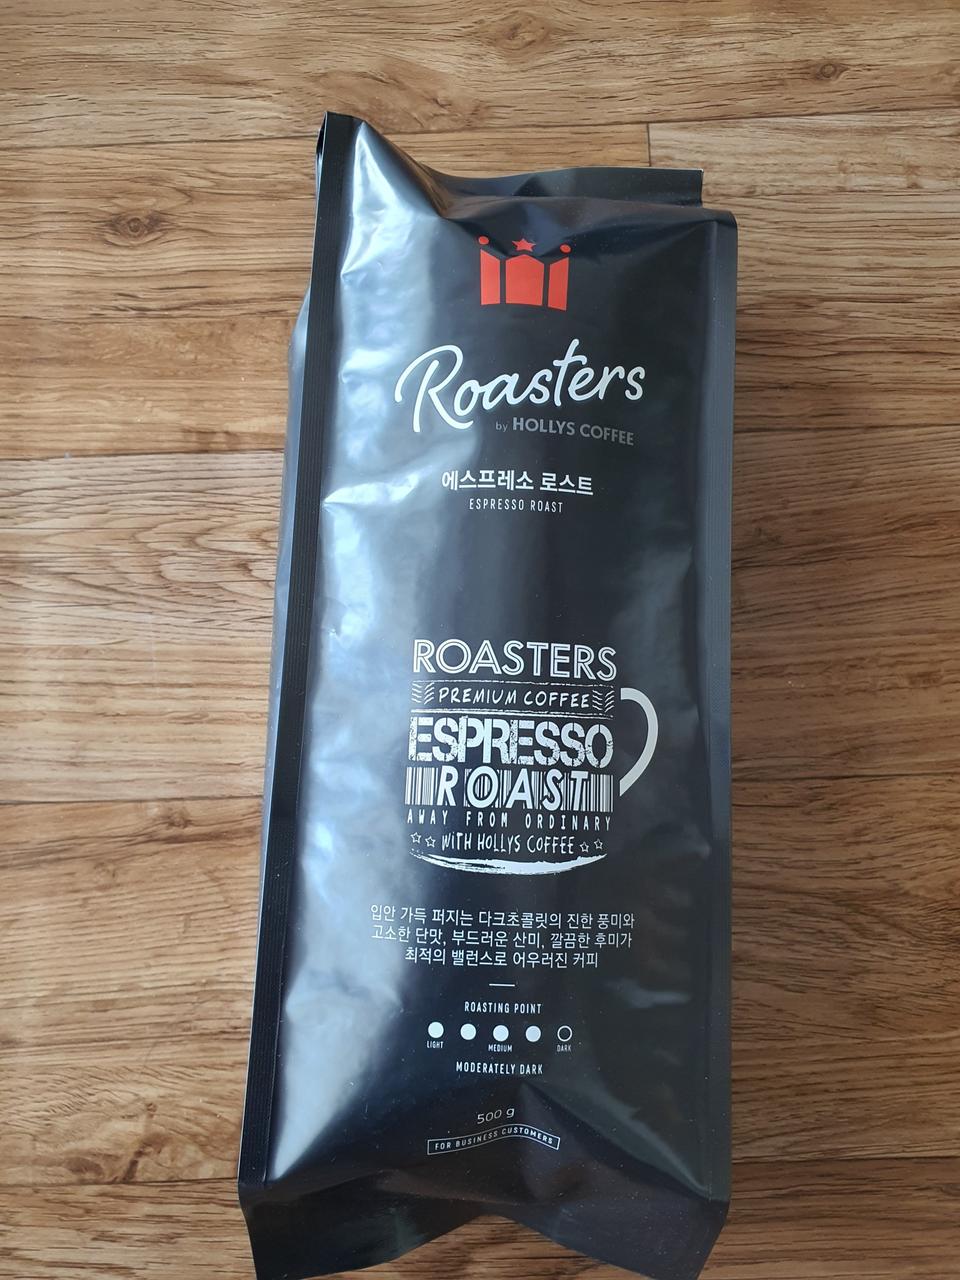 Roasters
by HOLLYS COFFEE
에스프레소 로스트
ESPRESSO ROAST
ROASTERS
PREMIUM COFFEE
ESPRESSO
ROAST
AWAY FROM ORDINARY
WITH HOLLYS COFFEE
입안 가득 퍼지는 다크초콜릿의 진한 풍미와
고소한 단맛, 부드러운 산미, 깔끔한 후미가
최적의 밸런스로 어우러진 커피
ROASTING POINT
LIGHT MEDIUM DARK
MODERATELY DARK
500 g
FOR BUSINESS CUSTOMERS